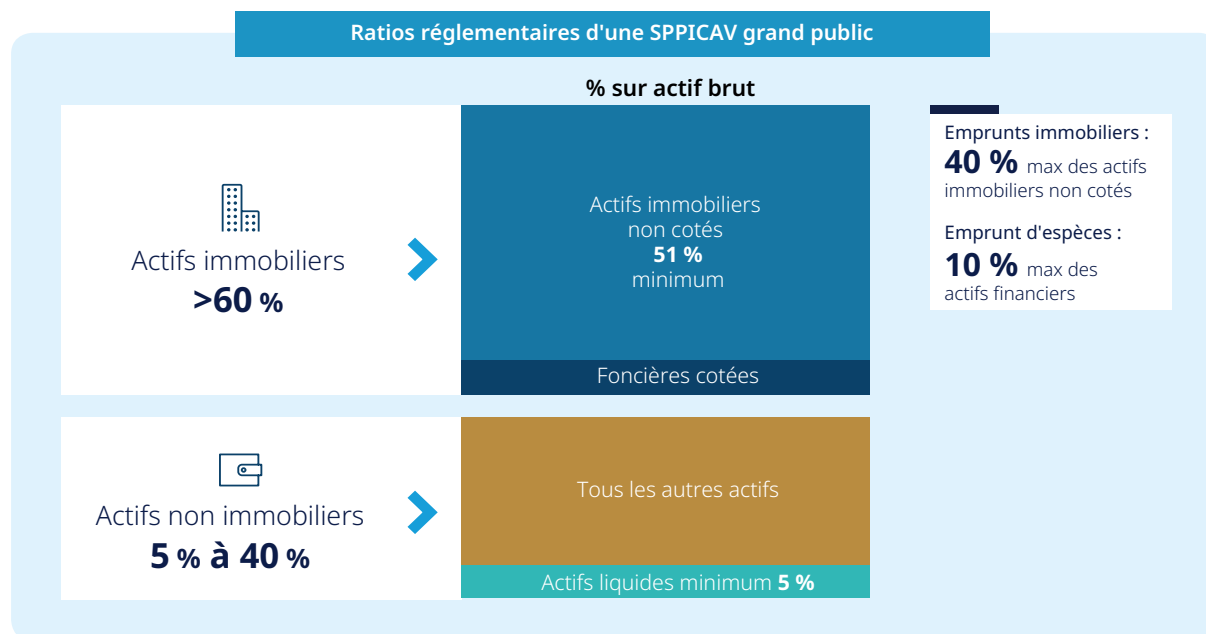 Ratios réglementaires d'une SPPICAV grand public
% sur actif brut
Actifs immobiliers
>60 %
Actifs immobiliers
non cotés
51 %
minimum
Foncières cotées
Emprunts immobiliers :
40 % max des actifs
immobiliers non cotés
Emprunt d'espèces :
10 % max des
actifs financiers
Actifs non immobiliers
5 % à 40 %
Tous les autres actifs
Actifs liquides minimum 5 %